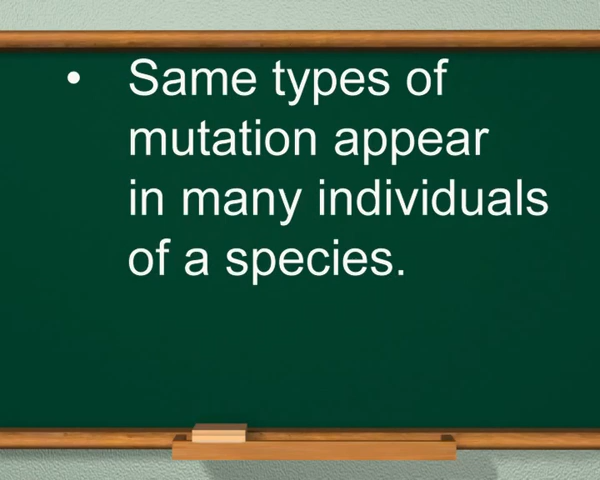 • Same types of
mutation appear
in many individuals
of a species.